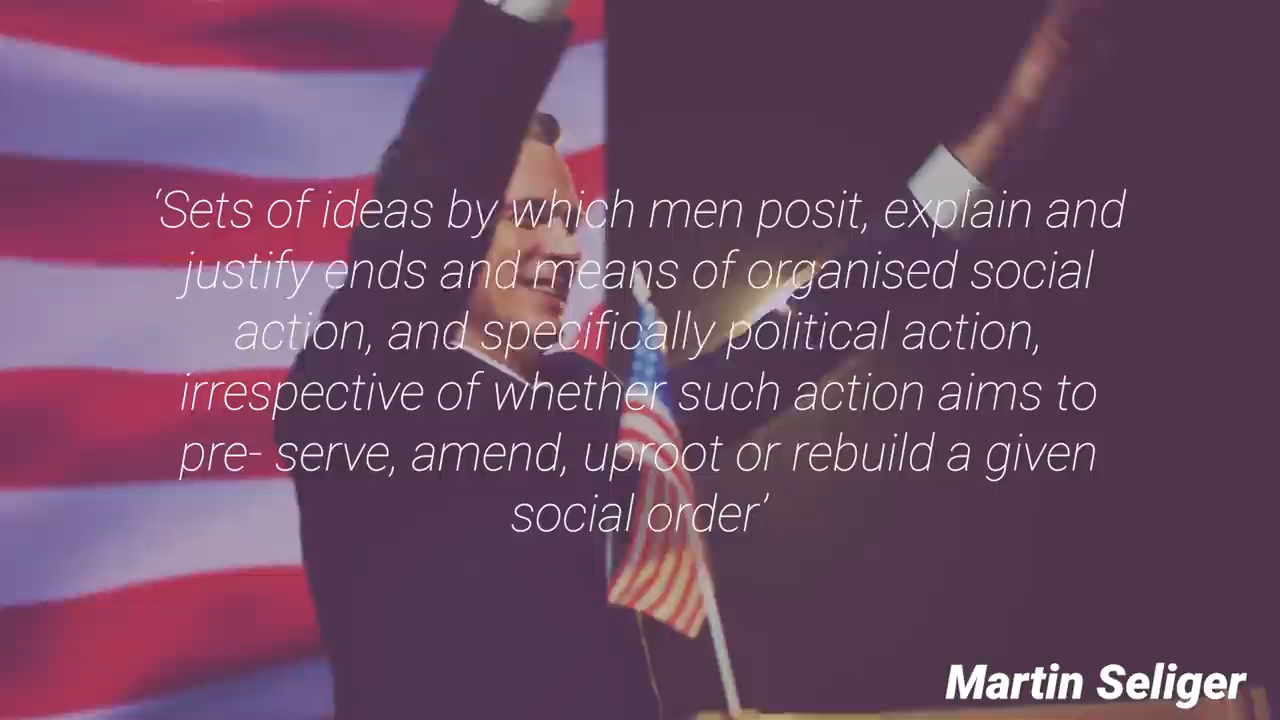 ‘Sets of ideas by which men posit, explain and
justify ends and means of organised social
action, and specifically political action,
irrespective of whether such action aims to
pre- serve, amend, uproot or rebuild a given
social order’
Martin Seliger